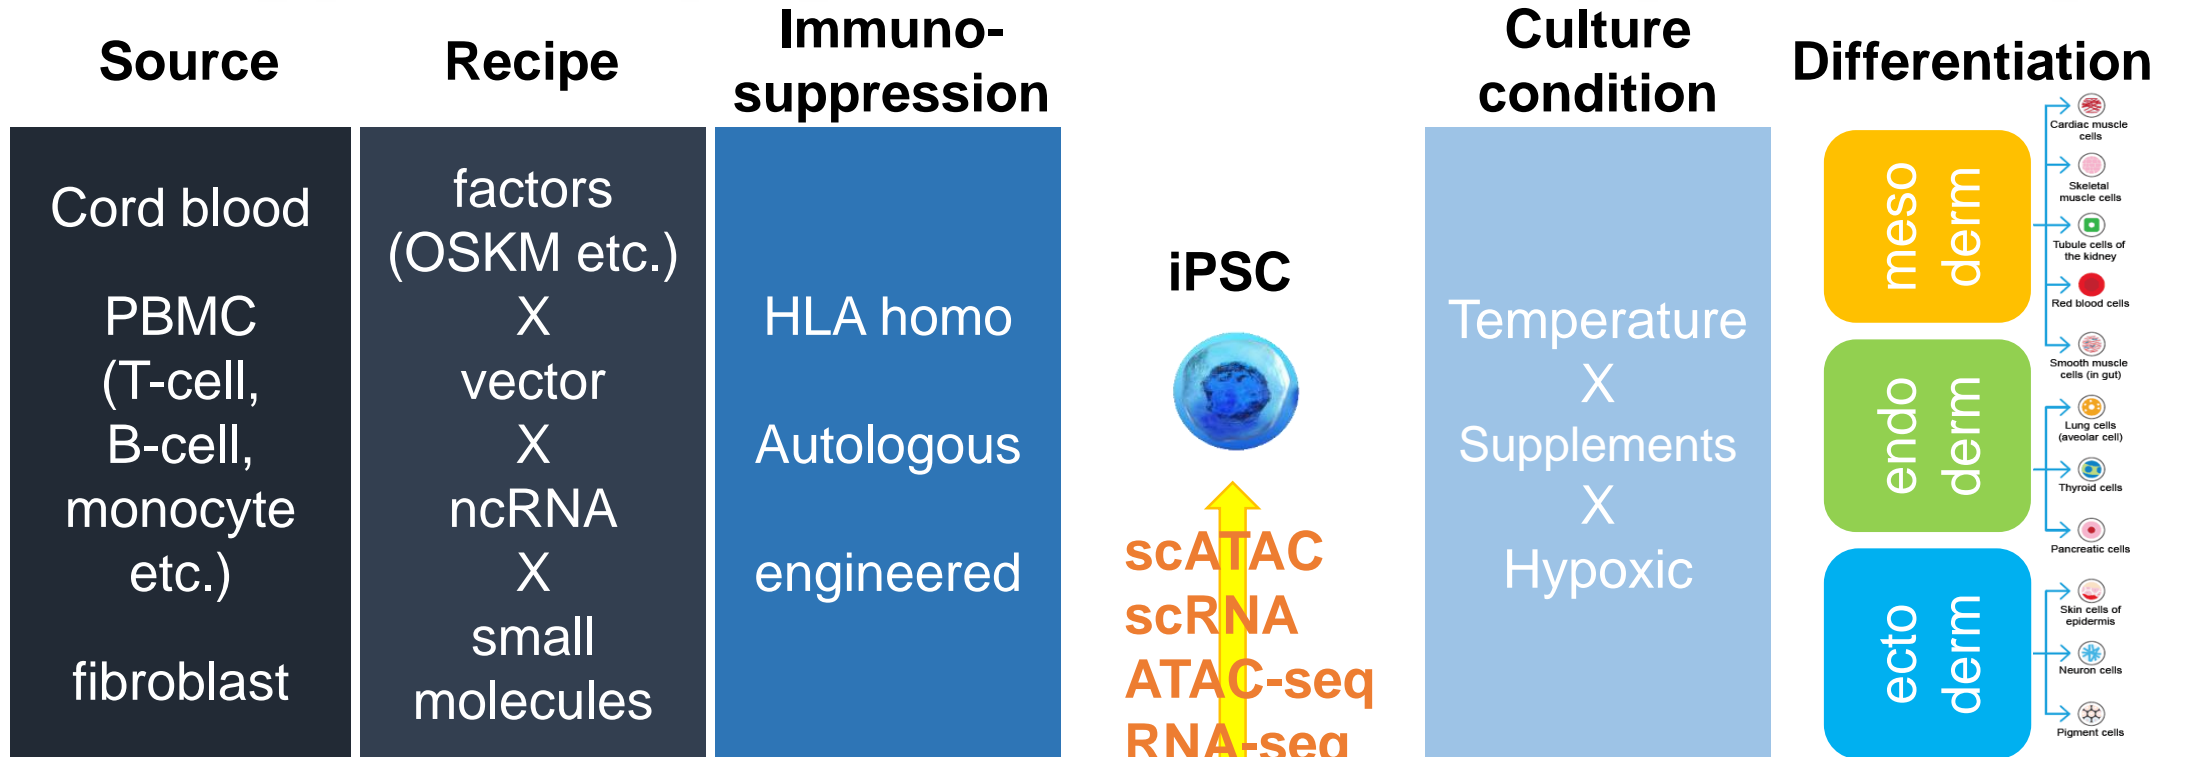 Source
Cord blood
PBMC
(T-cell,
B-cell,
monocyte
etc.)
fibroblast
Recipe
factors
(OSKM etc.)
X
vector
X
ncRNA
X
small
molecules
Immuno-
suppression
HLA homo
Autologous
engineered
iPSC
scATAC
scRNA
ATAC-seq
RNA-seq
Culture
condition
Temperature
X
Supplements
X
Hypoxic
Differentiation
meso
derm
Cardiac muscle
cells
Skeletal
muscle cells
Tubule cells of
the kidney
Red blood cells
Smooth muscle
cells (in gut)
endo
derm
Lung cells
(aveolar cell)
Thyroid cells
Pancreatic cells
ecto
derm
Skin cells of
epidermis
Neuron cells
Pigment cells